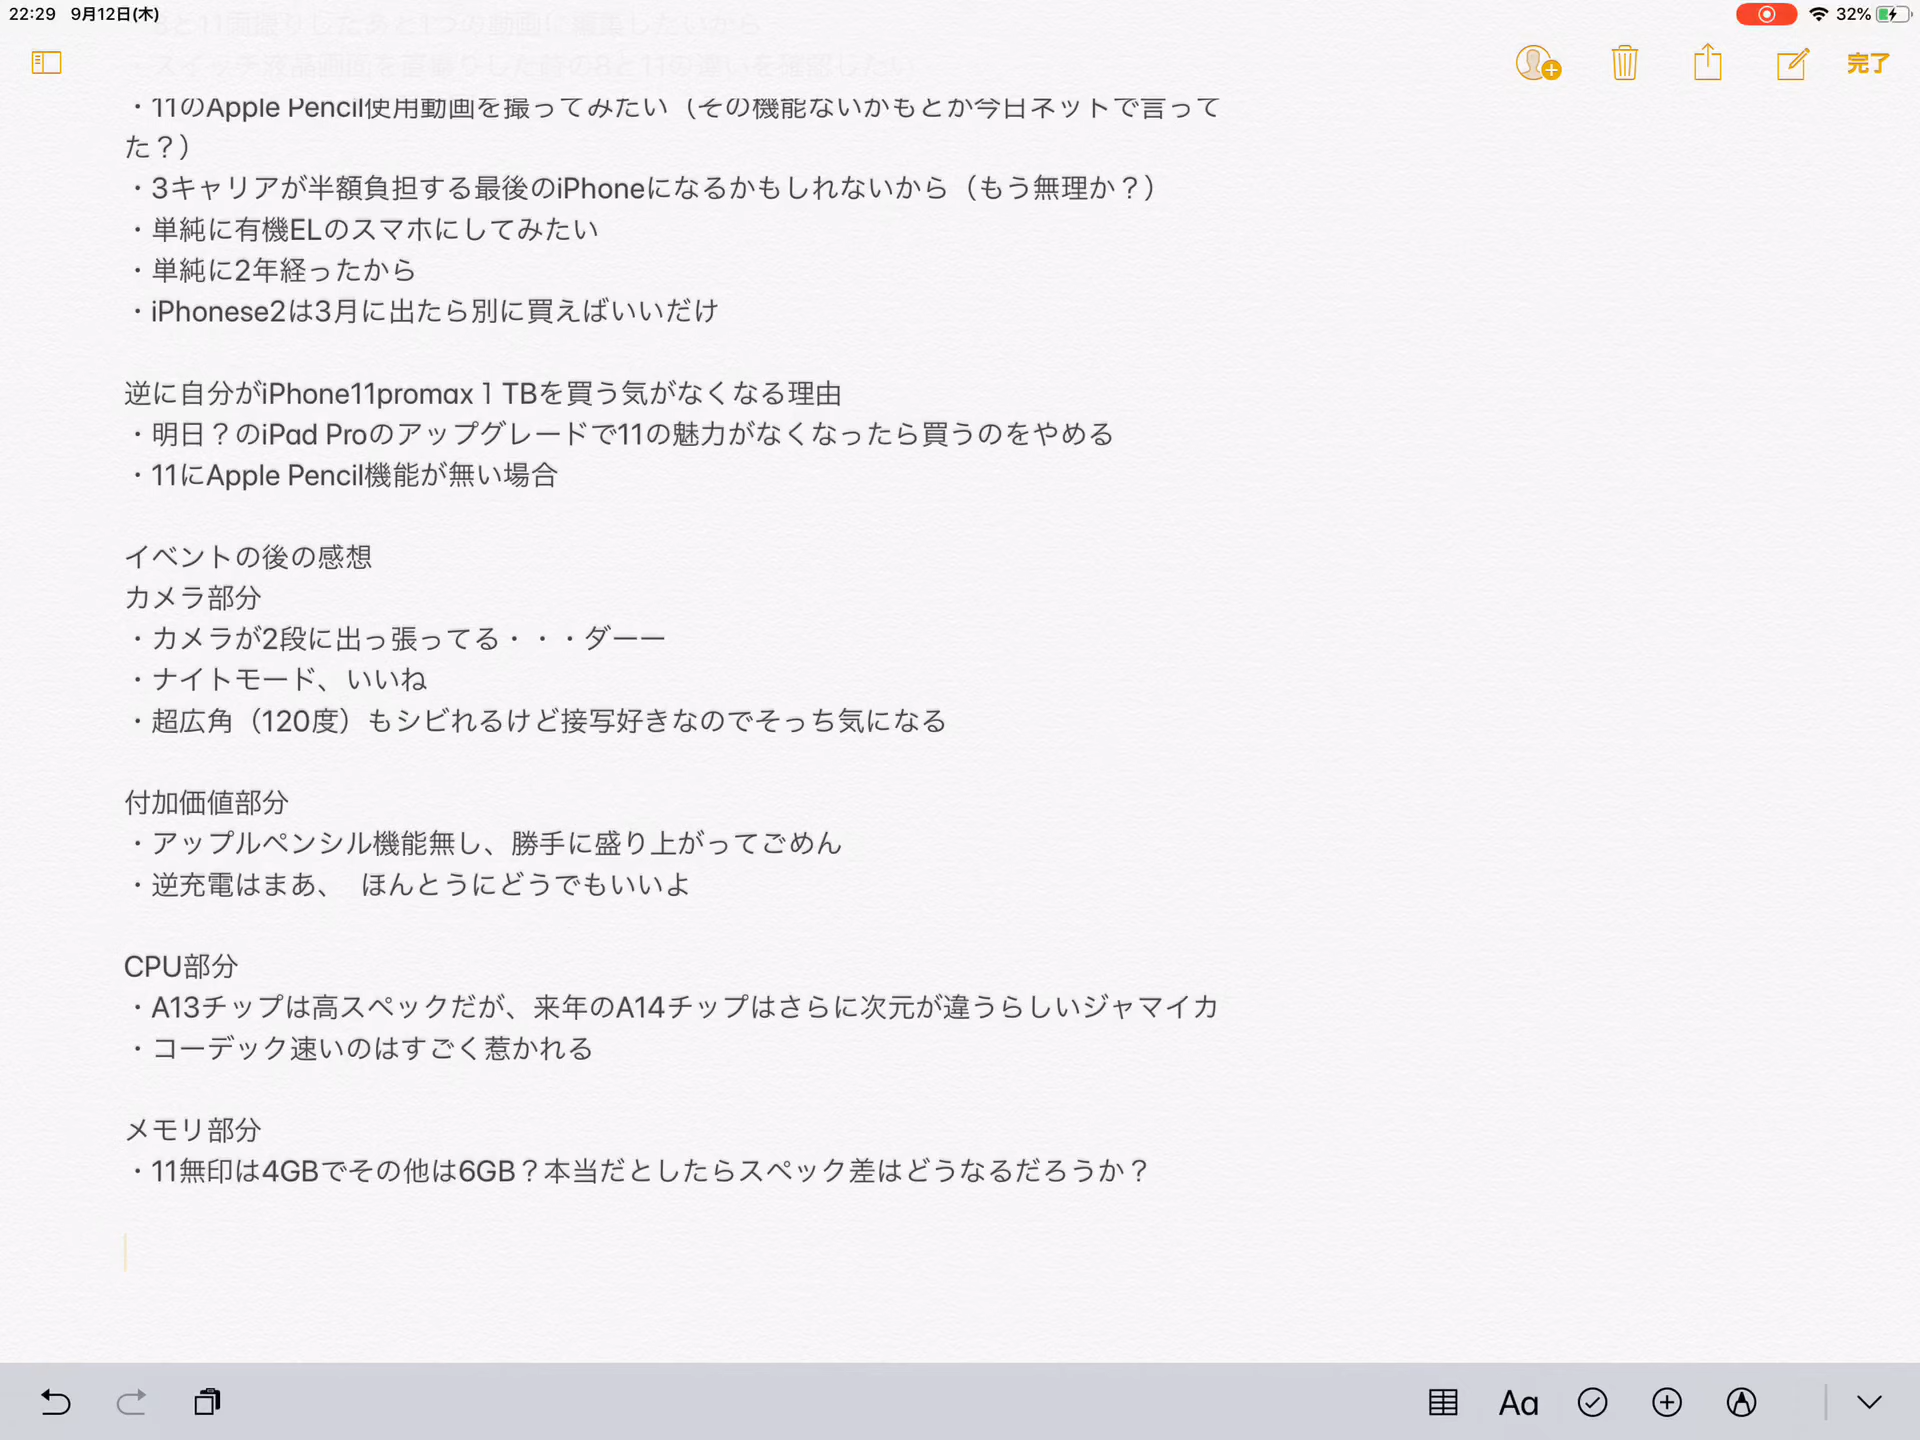 22:29 9月12日(木) 32%
完了
・11のApple Pencil使用動画を撮ってみたい（その機能ないかもとか今日ネットで言って
た？）
・3キャリアが半額負担する最後のiPhoneになるかもしれないから（もう無理か？）
・単純に有機ELのスマホにしてみたい
・単純に2年経ったから
・iPhonese2は3月に出たら別に買えばいいだけ
逆に自分がiPhone11promax１TBを買う気がなくなる理由
・明日？のiPad Proのアップグレードで11の魅力がなくなったら買うのをやめる
・11にApple Pencil機能が無い場合
イベントの後の感想
カメラ部分
・カメラが2段に出っ張ってる・・・ダーー
・ナイトモード、いいね
・超広角（120度）もシビれるけど接写好きなのでそっち気になる
付加価値部分
・アップルペンシル機能無し、勝手に盛り上がってごめん
・逆充電はまあ、　ほんとうにどうでもいいよ
CPU部分
・A13チップは高スペックだが、来年のA14チップはさらに次元が違うらしいジャマイカ
・コーデック速いのはすごく惹かれる
メモリ部分
・11無印は4GBでその他は6GB？本当だとしたらスペック差はどうなるだろうか？
Aa